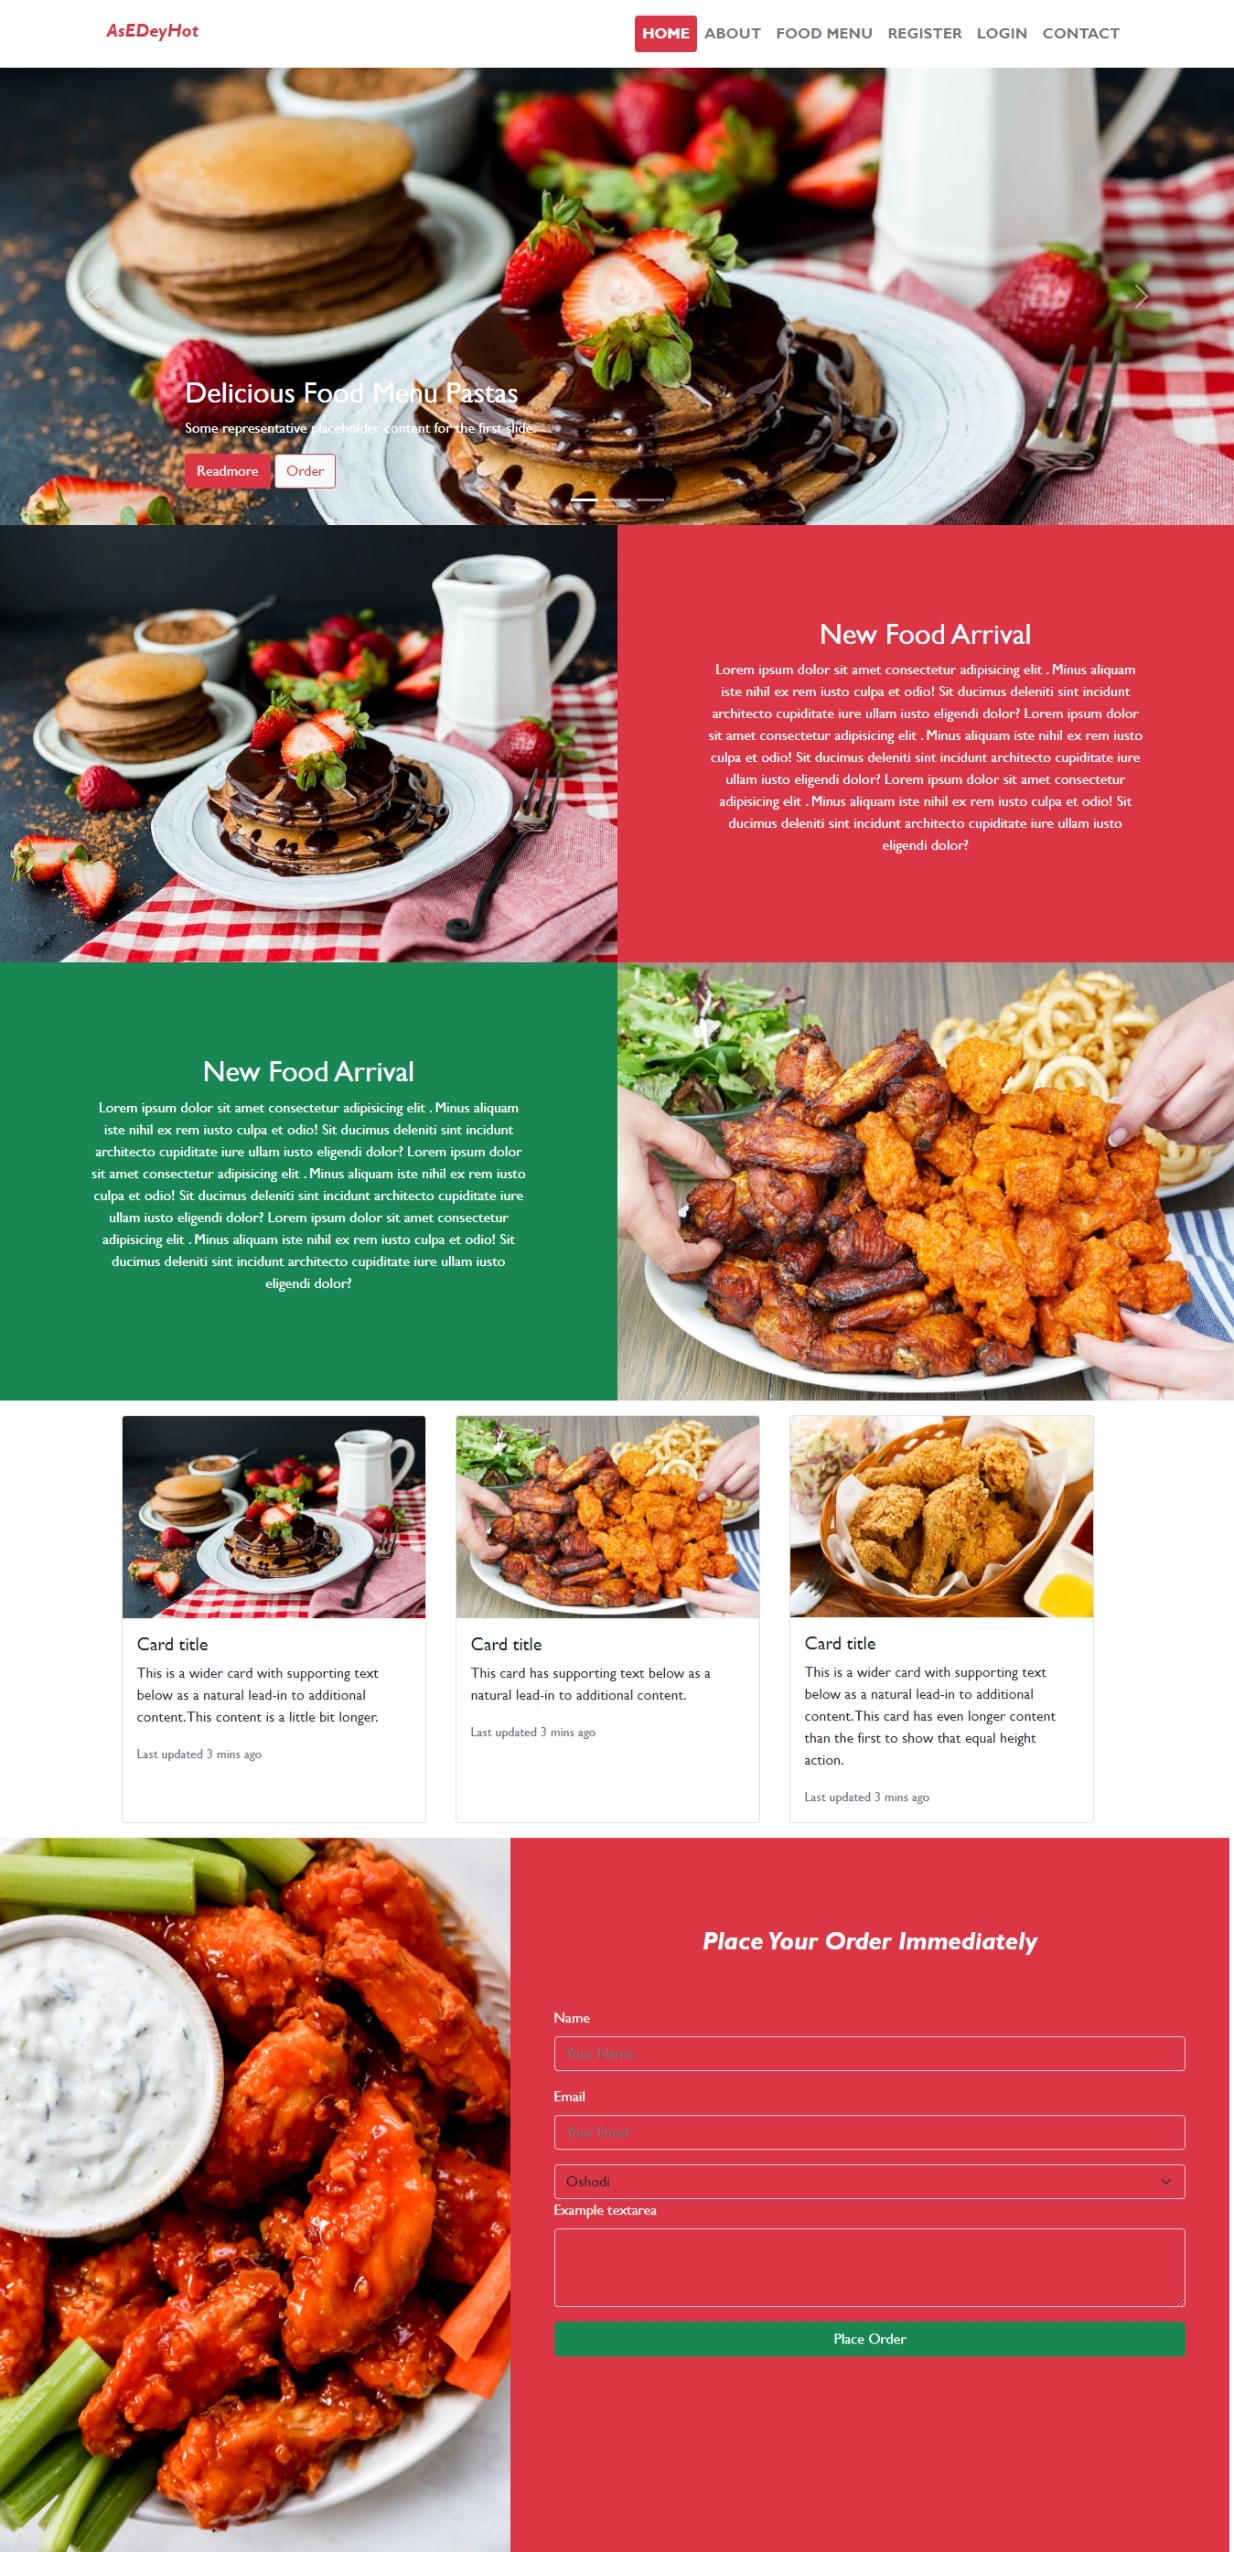 AsEDeyHot
HOME ABOUT FOOD MENU REGISTER LOGIN CONTACT
Delicious Food Menu Pastas
Some representative placeholder content for the first slide.
Readmore Order
New Food Arrival
Lorem ipsum dolor sit amet consectetur adipisicing elit . Minus aliquam
iste nihil ex rem iusto culpa et odio! Sit ducimus deleniti sint incidunt
architecto cupiditate iure ullam iusto eligendi dolor? Lorem ipsum dolor
sit amet consectetur adipisicing elit . Minus aliquam iste nihil ex rem iusto
culpa et odio! Sit ducimus deleniti sint incidunt architecto cupiditate iure
ullam iusto eligendi dolor? Lorem ipsum dolor sit amet consectetur
adipisicing elit . Minus aliquam iste nihil ex rem iusto culpa et odio! Sit
ducimus deleniti sint incidunt architecto cupiditate iure ullam iusto
eligendi dolor?
New Food Arrival
Lorem ipsum dolor sit amet consectetur adipisicing elit . Minus aliquam
iste nihil ex rem iusto culpa et odio! Sit ducimus deleniti sint incidunt
architecto cupiditate iure ullam iusto eligendi dolor? Lorem ipsum dolor
sit amet consectetur adipisicing elit . Minus aliquam iste nihil ex rem iusto
culpa et odio! Sit ducimus deleniti sint incidunt architecto cupiditate iure
ullam iusto eligendi dolor? Lorem ipsum dolor sit amet consectetur
adipisicing elit . Minus aliquam iste nihil ex rem iusto culpa et odio! Sit
ducimus deleniti sint incidunt architecto cupiditate iure ullam iusto
eligendi dolor?
Card title
This is a wider card with supporting text
below as a natural lead-in to additional
content. This content is a little bit longer.
Last updated 3 mins ago
Card title
This card has supporting text below as a
natural lead-in to additional content.
Last updated 3 mins ago
Card title
This is a wider card with supporting text
below as a natural lead-in to additional
content. This card has even longer content
than the first to show that equal height
action.
Last updated 3 mins ago
Place Your Order Immediately
Name
Your Name
Email
Your Email
Oshodi
Example textarea
Place Order